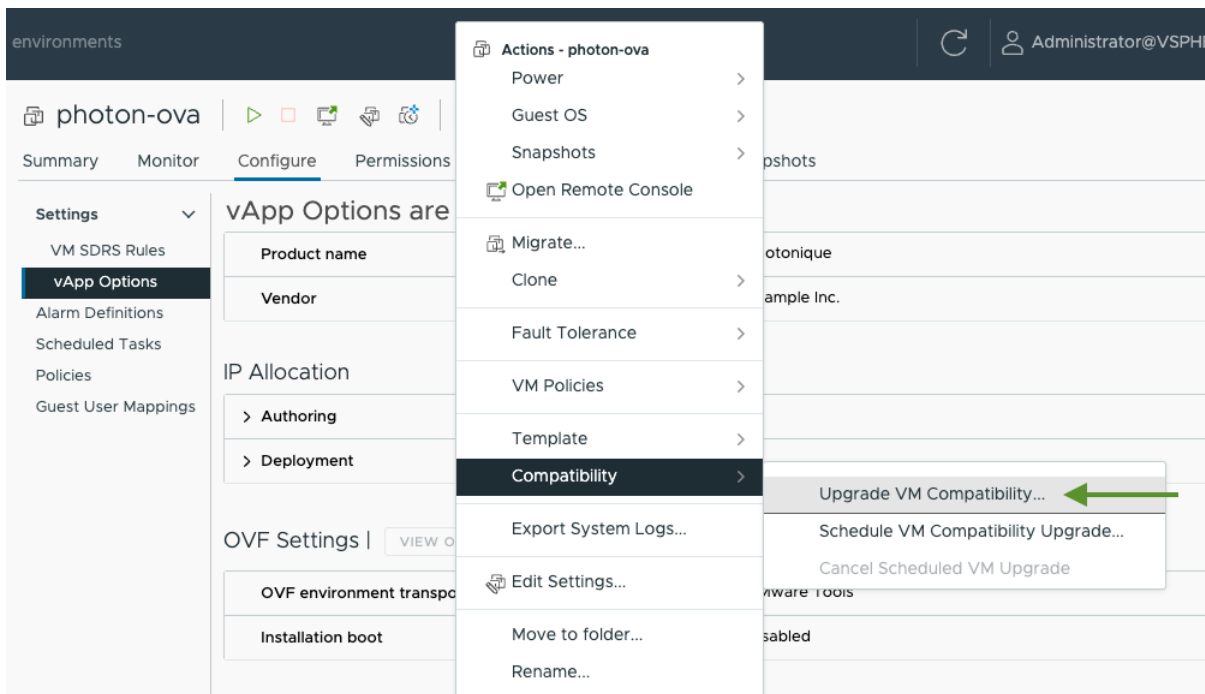 environments
Administrator@VSPHE
photon-ova
Summary Monitor Configure Permissions pshots
Settings
VM SDRS Rules
vApp Options
Alarm Definitions
Scheduled Tasks
Policies
Guest User Mappings
vApp Options are
Product name otonique
Vendor ample Inc.
IP Allocation
Authoring
Deployment
OVF Settings | VIEW O
OVF environment transpo Mware Tools
Installation boot sabled
Actions - photon-ova
Power
Guest OS
Snapshots
Open Remote Console
Migrate...
Clone
Fault Tolerance
VM Policies
Template
Compatibility
Export System Logs...
Edit Settings...
Move to folder...
Rename...
Upgrade VM Compatibility...
Schedule VM Compatibility Upgrade...
Cancel Scheduled VM Upgrade